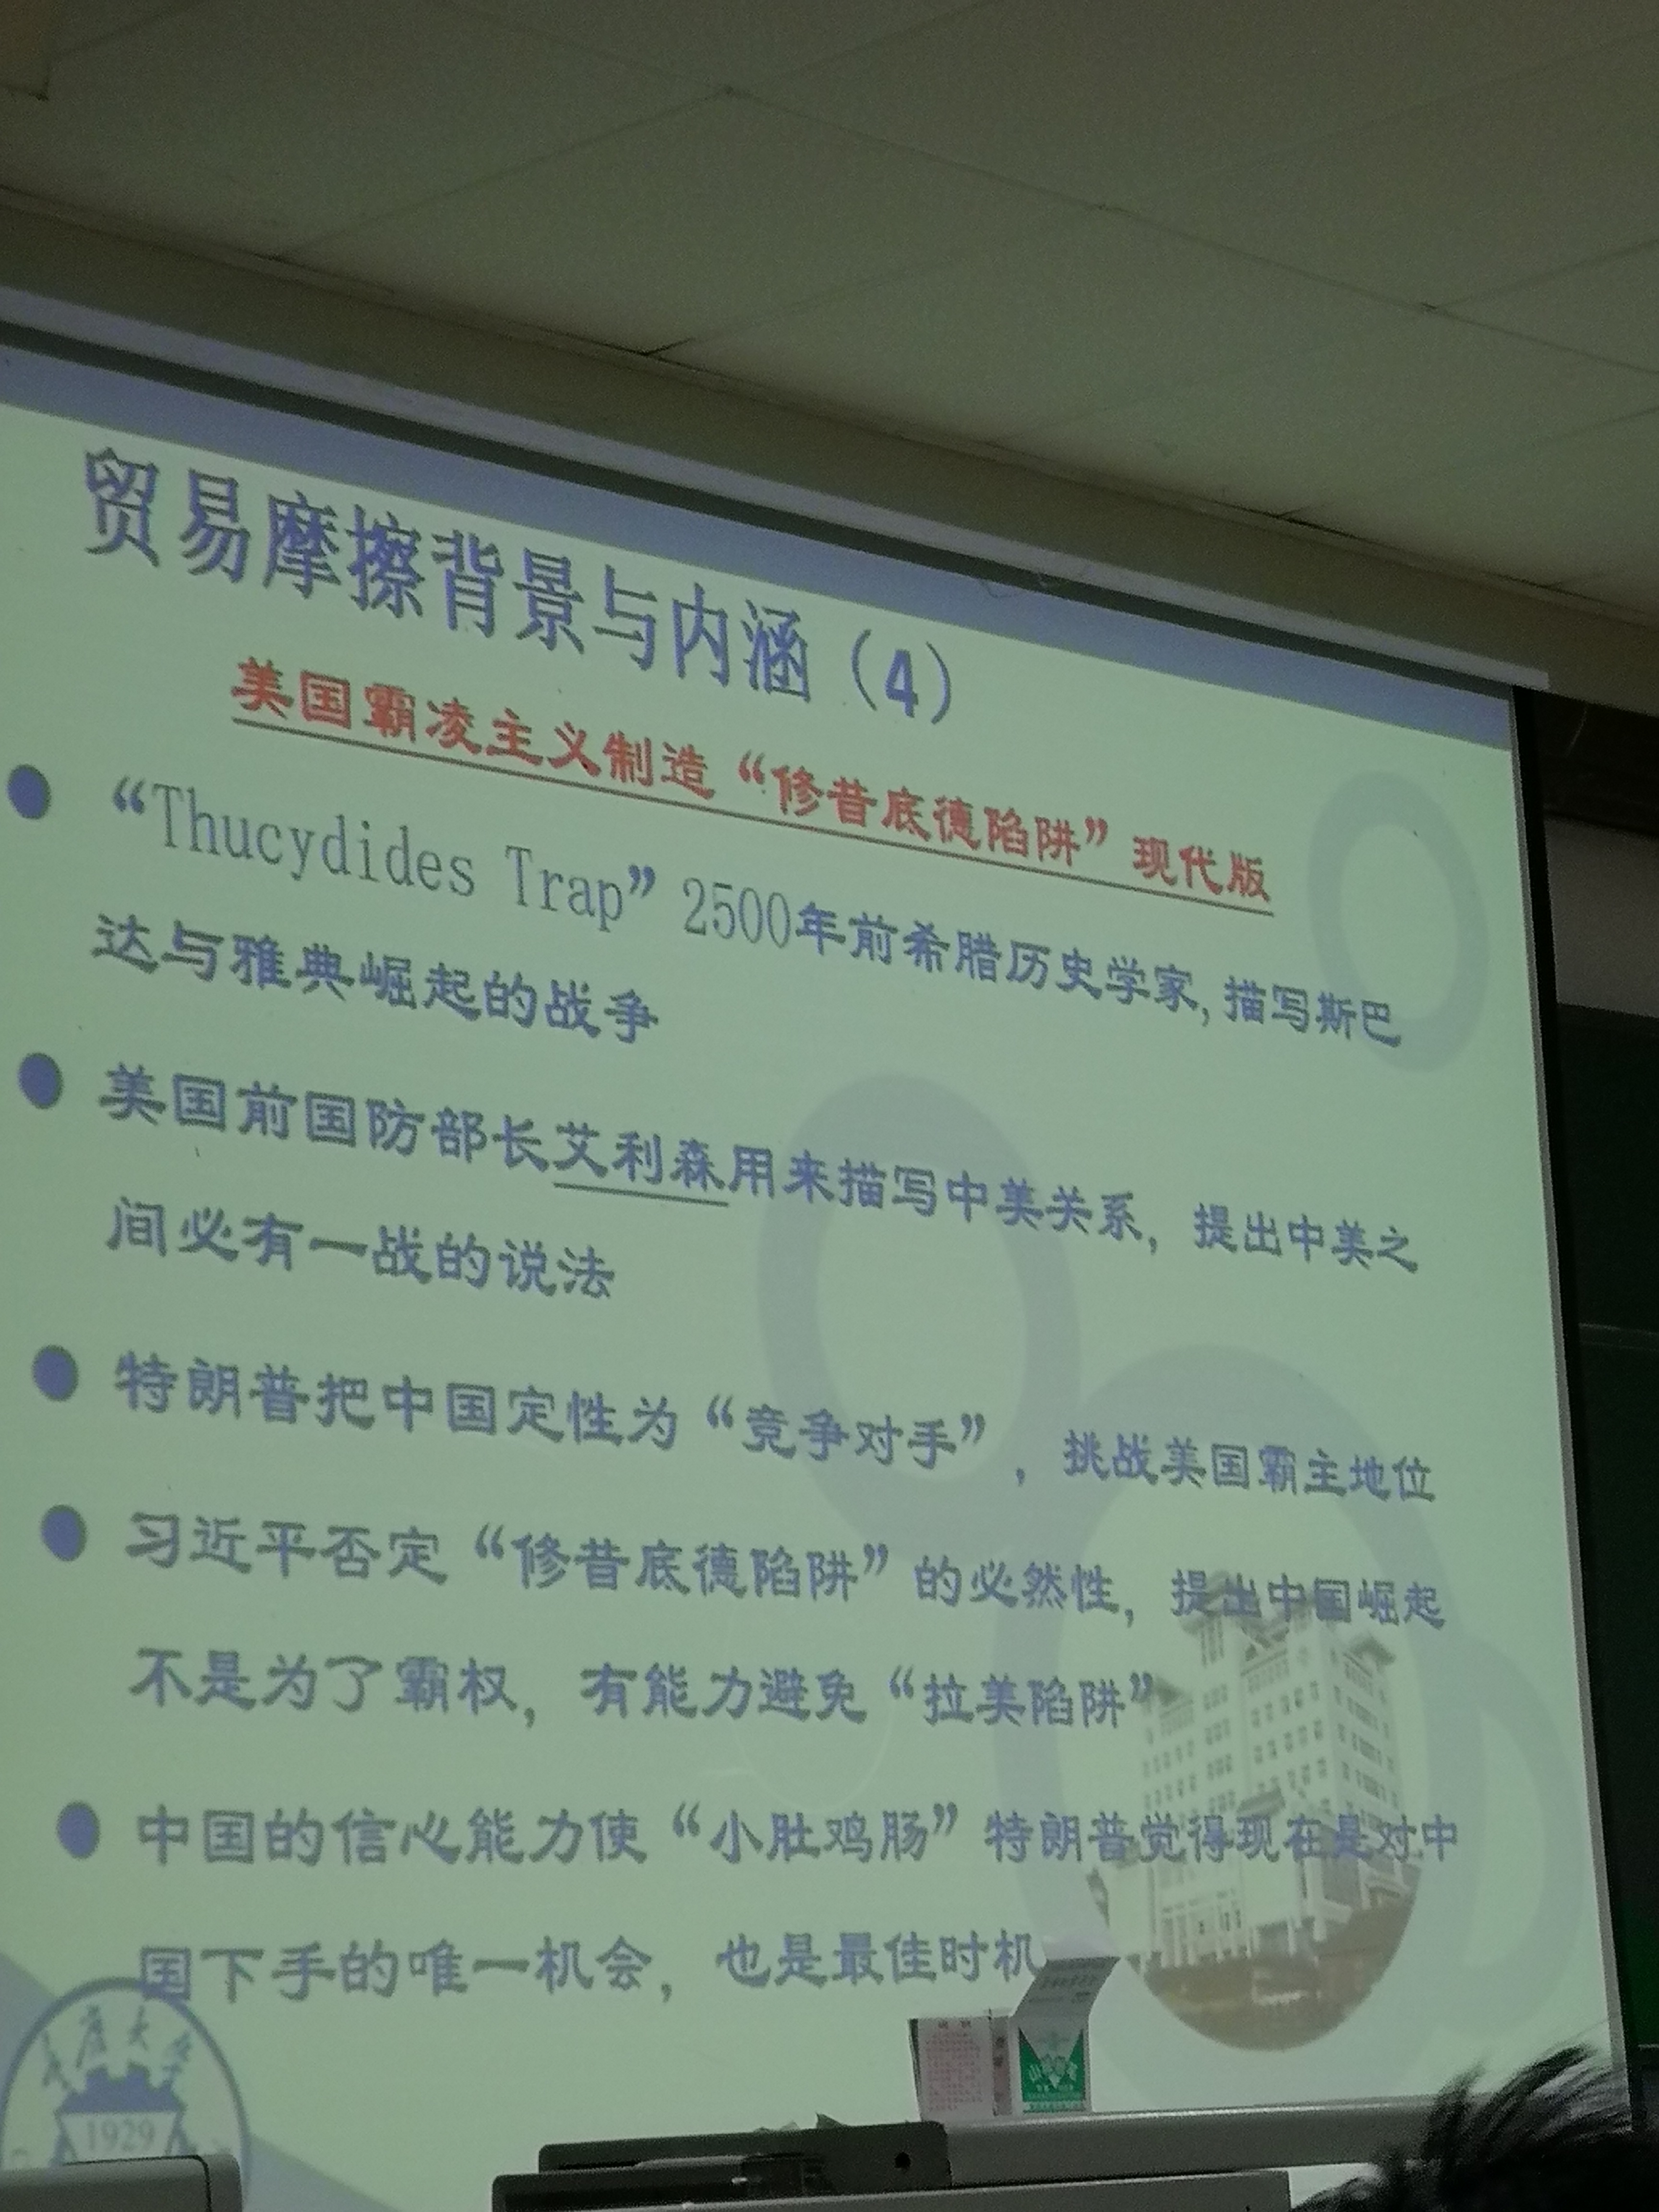 贸易摩擦背景与内涵（4）
美国霸凌主义制造“修昔底德陷阱”现代版
“Thucydides Trap”2500年前希腊历史学家,描写斯巴
达与雅典崛起的战争
美国前国防部长艾利森用来描写中美关系，提出中美之
间必有一战的说法
特朗普把中国定性为“竞争对手”，挑战美国霸主地位
习近平否定“修昔底德陷阱”的必然性，提出中国崛起
不是为了霸权，有能力避免“拉美陷阱”
中国的信心能力使“小肚鸡肠”特朗普觉得现在是对中
国下手的唯一机会，也是最佳时机
重庆大学
1929